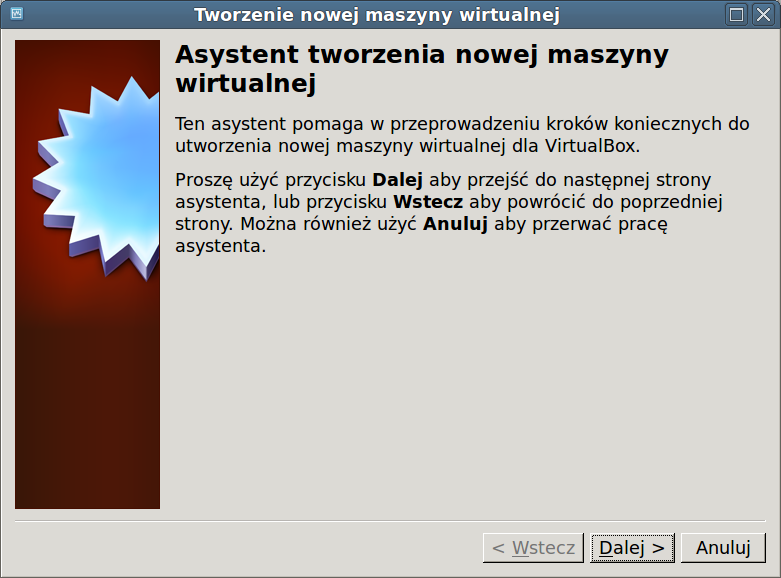 Tworzenie nowej maszyny wirtualnej
Asystent tworzenia nowej maszyny
wirtualnej
Ten asystent pomaga w przeprowadzeniu kroków koniecznych do
utworzenia nowej maszyny wirtualnej dla VirtualBox.
Proszę użyć przycisku Dalej aby przejść do następnej strony
asystenta, lub przycisku Wstecz aby powrócić do poprzedniej
strony. Można również użyć Anuluj aby przerwać pracę
asystenta.
< Wstecz Dalej > Anuluj